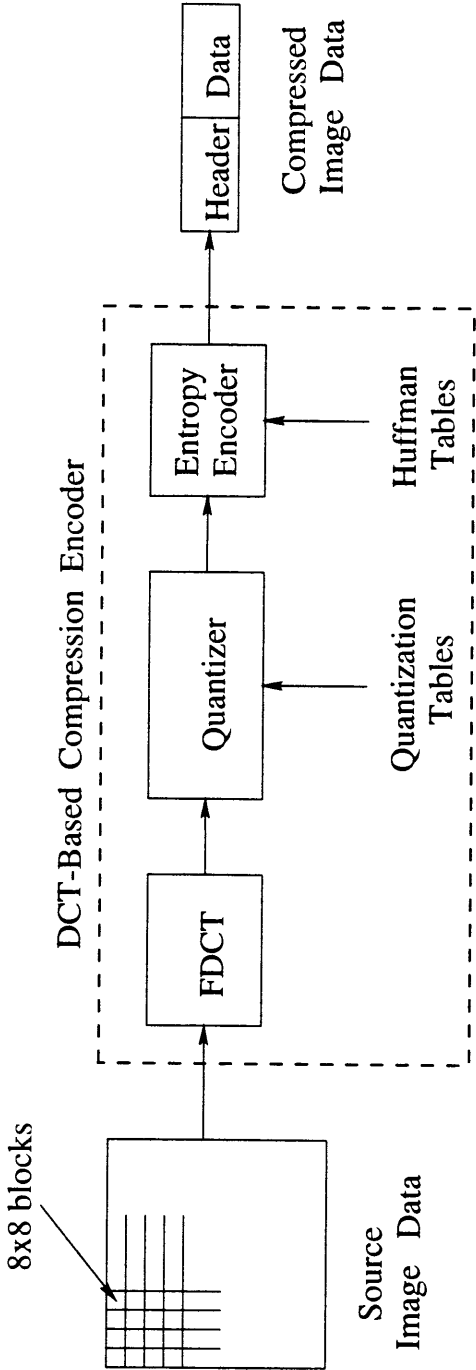 8x8 blocks
Source
Image Data
DCT-Based Compression Encoder
FDCT
Quantizer
Entropy
Encoder
Quantization
Tables
Huffman
Tables
Header Data
Compressed
Image Data